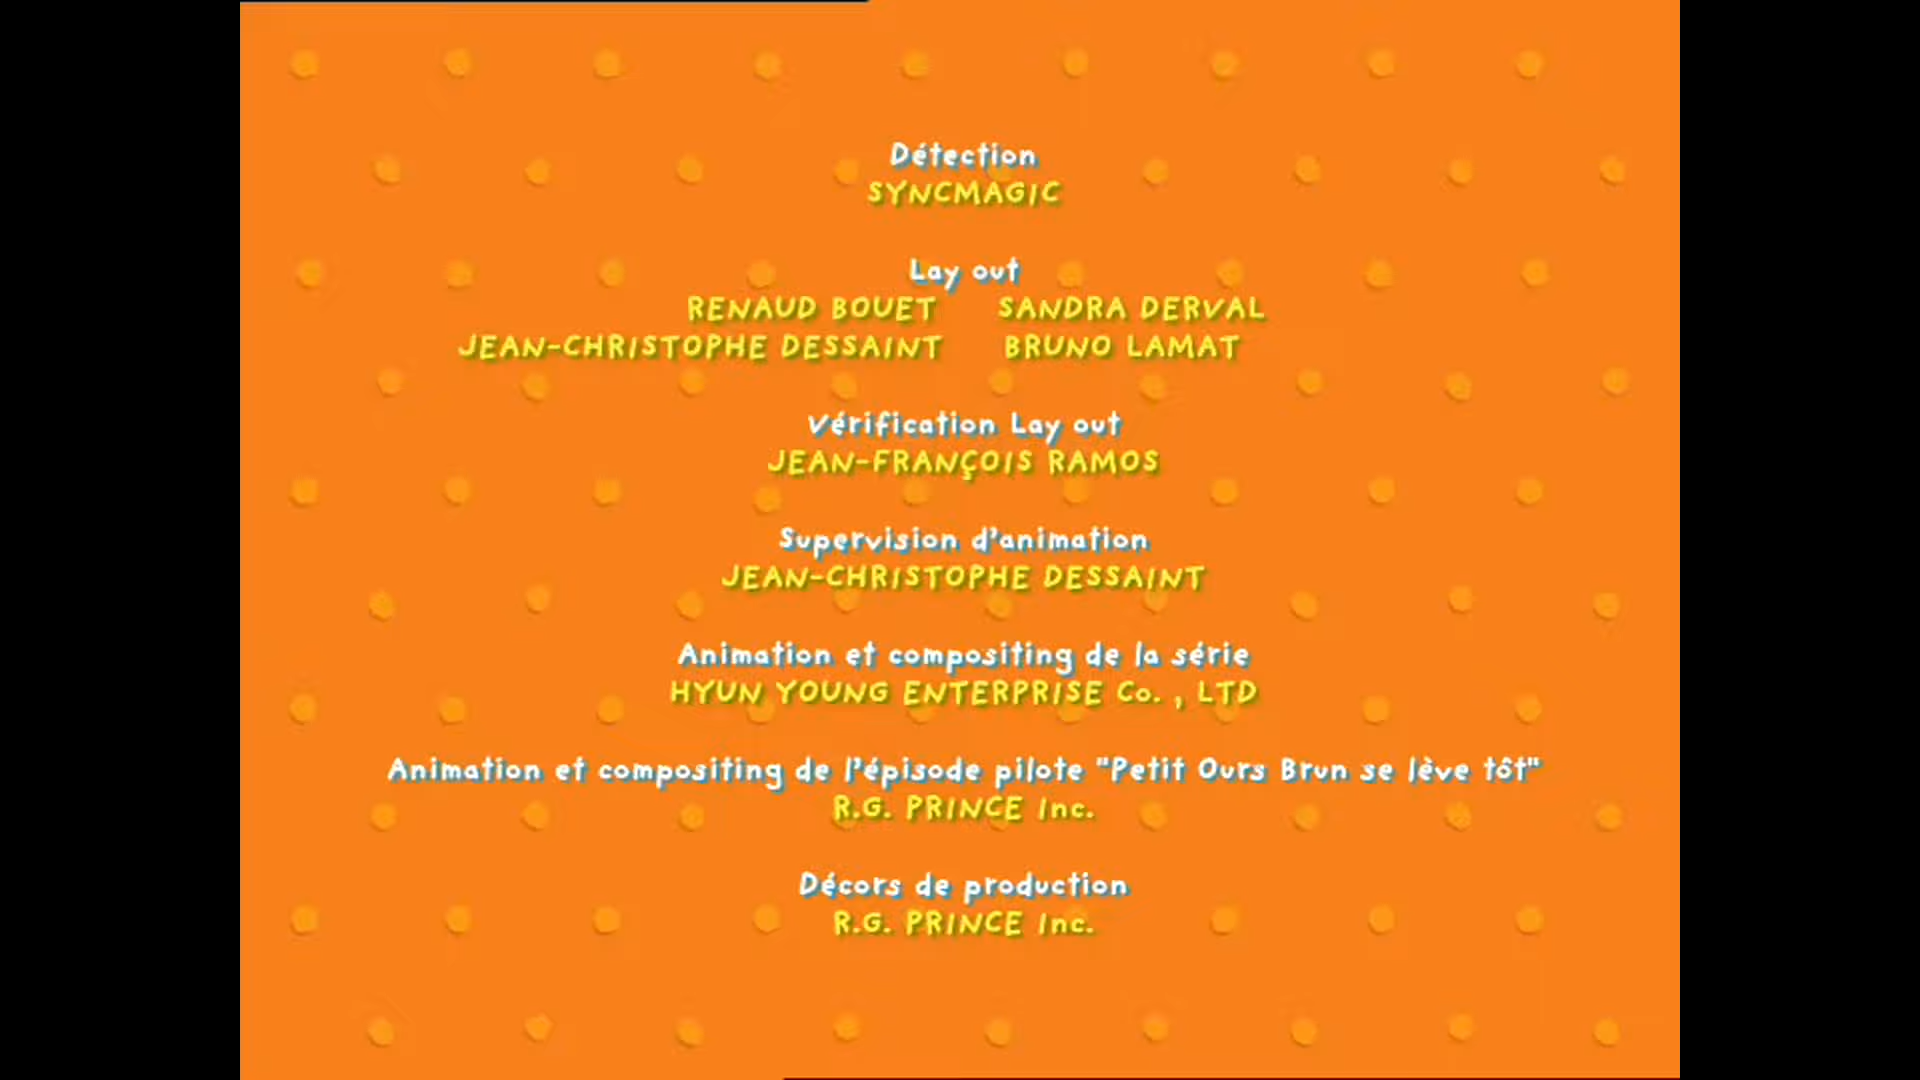 Détection
SYNCMAGIC
Lay out
RENAUD BOUET SANDRA DERVAL
JEAN-CHRISTOPHE DESSAINT BRUNO LAMAT
Vérification Lay out
JEAN-FRANÇOIS RAMOS
Supervision d'animation
JEAN-CHRISTOPHE DESSAINT
Animation et compositing de la série
HYUN YOUNG ENTERPRISE Co. , LTD
Animation et compositing de l'épisode pilote "Petit Ours Brun se lève tôt"
R.G. PRINCE Inc.
Décors de production
R.G. PRINCE Inc.